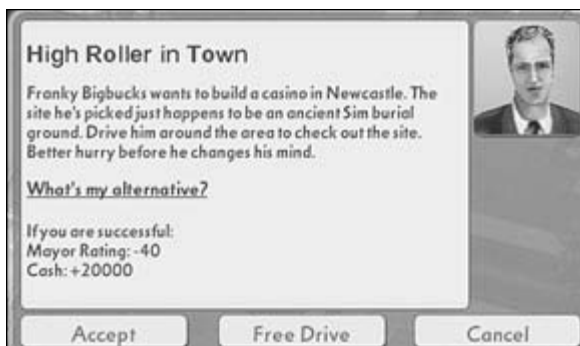 High Roller in Town
Franky Bigbucks wants to build a casino in Newcastle. The
site he's picked just happens to be an ancient Sim burial
ground. Drive him around the area to check out the site.
Better hurry before he changes his mind.
What's my alternative?
If you are successful:
Mayor Rating: -40
Cash: +20000
Accept
Free Drive
Cancel